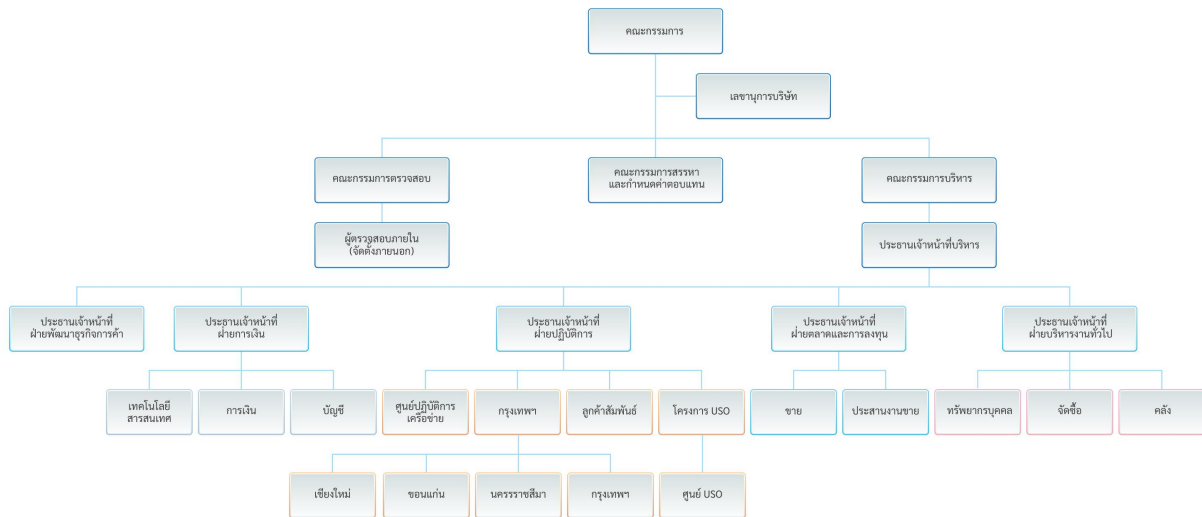 คณะกรรมการ
เลขานุการบริษัท
คณะกรรมการตรวจสอบ
คณะกรรมการสรรหา
และกำหนดค่าตอบแทน
คณะกรรมการบริหาร
ผู้ตรวจสอบภายใน
(จัดตั้งภายนอก)
ประธานเจ้าหน้าที่บริหาร
ประธานเจ้าหน้าที่
ฝ่ายพัฒนาธุรกิจการค้า
ประธานเจ้าหน้าที่
ฝ่ายการเงิน
ประธานเจ้าหน้าที่
ฝ่ายปฏิบัติการ
ประธานเจ้าหน้าที่
ฝ่ายตลาดและการลงทุน
ประธานเจ้าหน้าที่
ฝ่ายบริหารงานทั่วไป
เทคโนโลยี
สารสนเทศ
การเงิน
บัญชี
ศูนย์ปฏิบัติการ
เครือข่าย
กรุงเทพฯ
ลูกค้าสัมพันธ์
โครงการ USO
ขาย
ประสานงานขาย
ทรัพยากรบุคคล
จัดซื้อ
คลัง
เชียงใหม่
ขอนแก่น
นครราชสีมา
กรุงเทพฯ
ศูนย์ USO